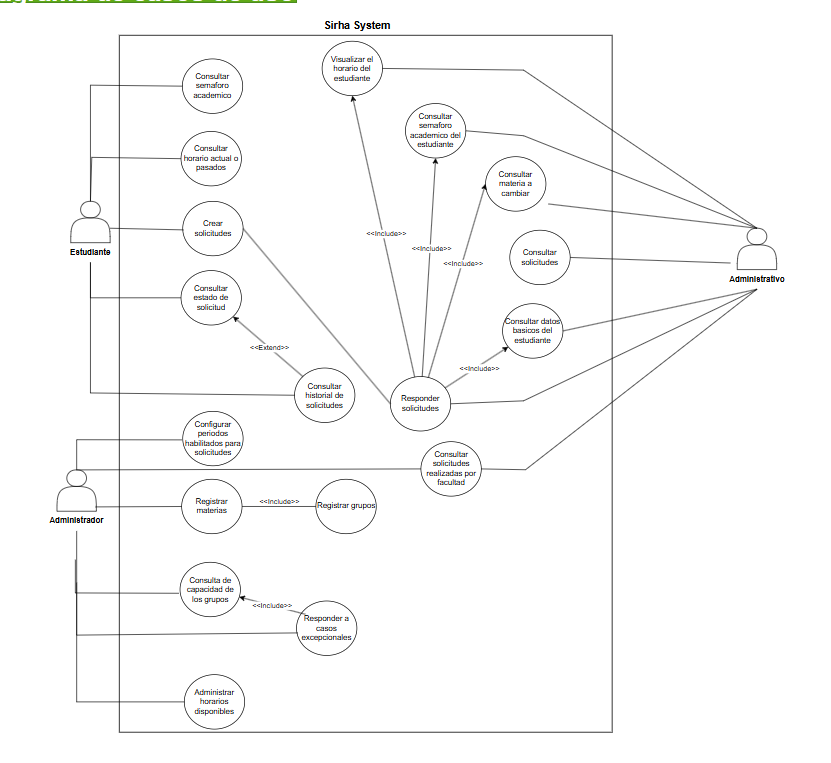 Sirha System
Visualizar el
horario del
estudiante
Consultar
semaforo
academico
Consultar
semaforo
academico del
estudiante
Consultar
horario actual o
pasados
Consultar
materia a
cambiar
Crear
solicitudes
Estudiante
<<Include>>
<<Include>>
<<Include>>
Consultar
solicitudes
Administrativo
Consultar
estado de
solicitud
Consultar datos
basicos del
estudiante
<<Extend>>
<<Include>>
Consultar
historial de
solicitudes
Responder
solicitudes
Configurar
periodos
habilitados para
solicitudes
Consultar
solicitudes
realizadas por
facultad
Administrador
Registrar
materias
<<Include>>
Registrar grupos
Consulta de
capacidad de
los grupos
<<Include>>
Responder a
casos
excepcionales
Administrar
horarios
disponibles